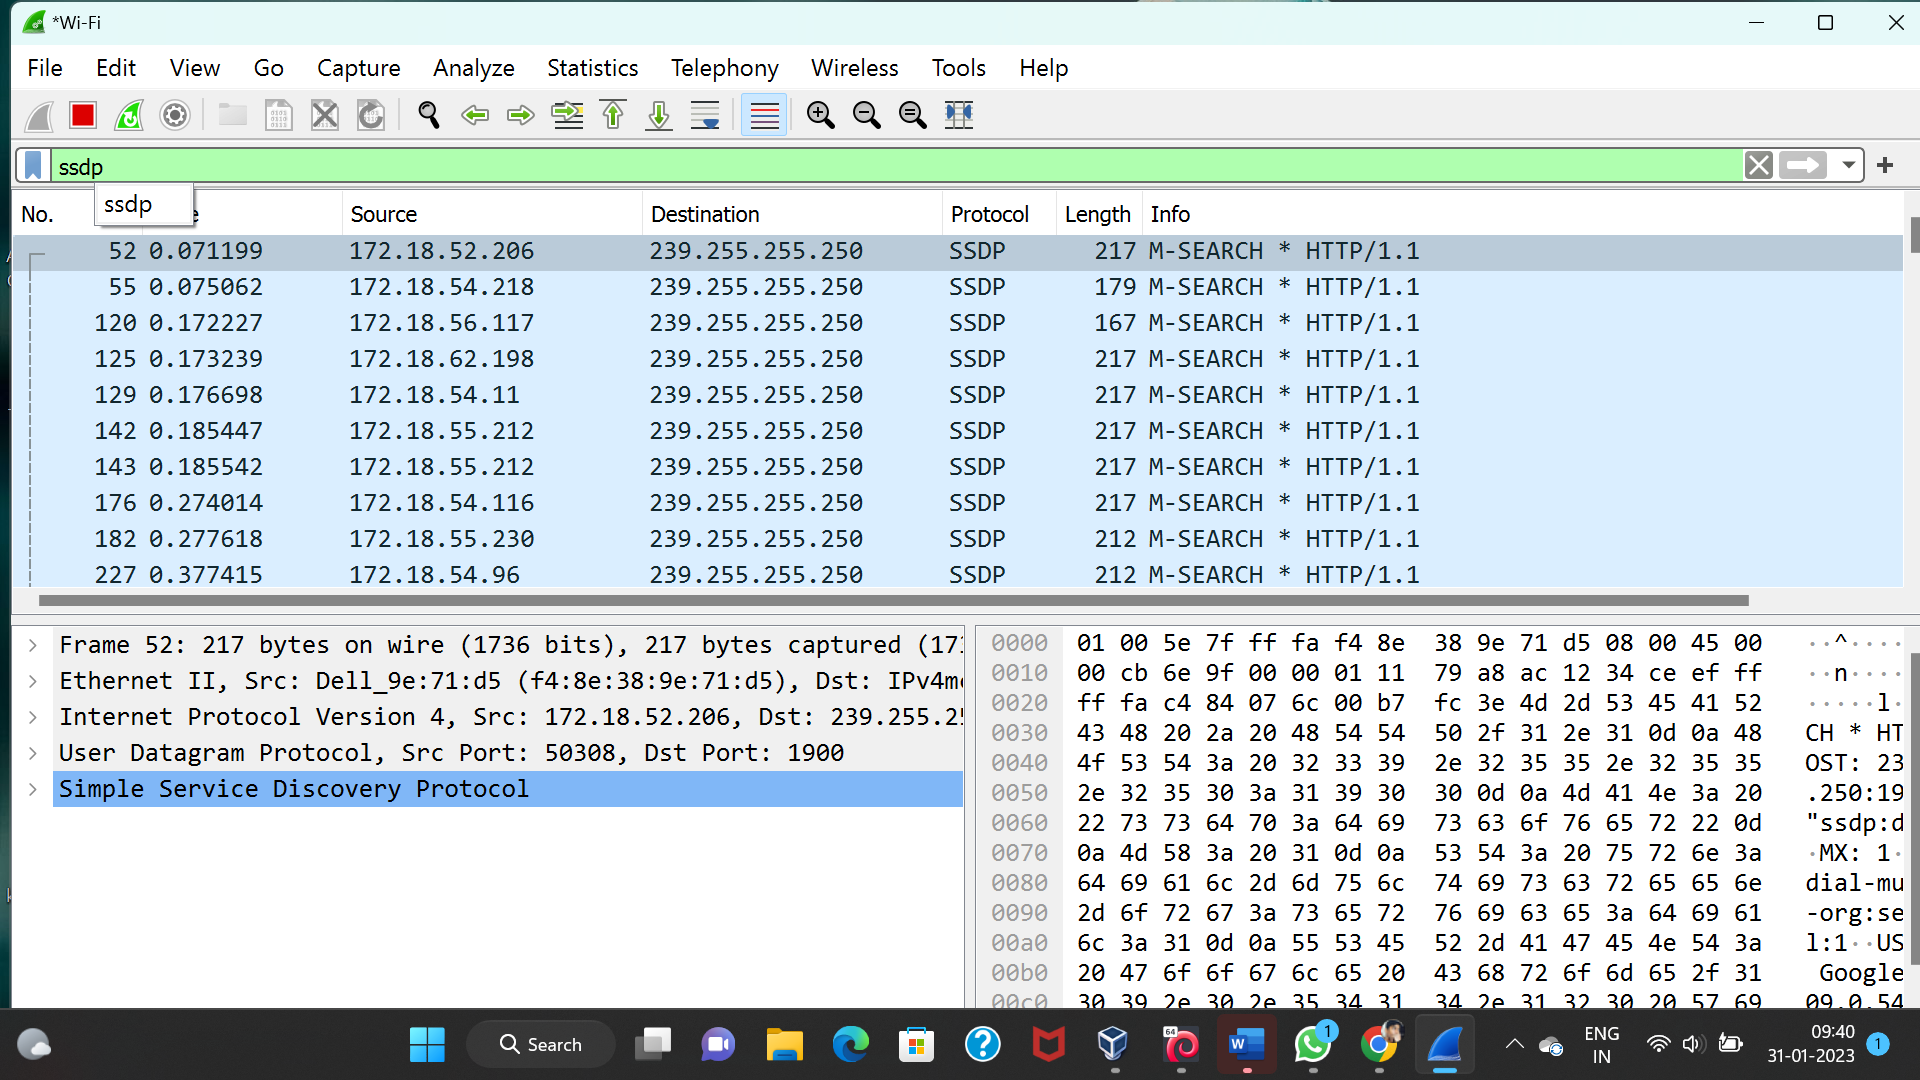 *Wi-Fi
File Edit View Go Capture Analyze Statistics Telephony Wireless Tools Help
ssdp
ssdp
No. e Source Destination Protocol Length Info
52 0.071199 172.18.52.206 239.255.255.250 SSDP 217 M-SEARCH * HTTP/1.1
55 0.075062 172.18.54.218 239.255.255.250 SSDP 179 M-SEARCH * HTTP/1.1
120 0.172227 172.18.56.117 239.255.255.250 SSDP 167 M-SEARCH * HTTP/1.1
125 0.173239 172.18.62.198 239.255.255.250 SSDP 217 M-SEARCH * HTTP/1.1
129 0.176698 172.18.54.11 239.255.255.250 SSDP 217 M-SEARCH * HTTP/1.1
142 0.185447 172.18.55.212 239.255.255.250 SSDP 217 M-SEARCH * HTTP/1.1
143 0.185542 172.18.55.212 239.255.255.250 SSDP 217 M-SEARCH * HTTP/1.1
176 0.274014 172.18.54.116 239.255.255.250 SSDP 217 M-SEARCH * HTTP/1.1
182 0.277618 172.18.55.230 239.255.255.250 SSDP 212 M-SEARCH * HTTP/1.1
227 0.377415 172.18.54.96 239.255.255.250 SSDP 212 M-SEARCH * HTTP/1.1
Frame 52: 217 bytes on wire (1736 bits), 217 bytes captured (17
Ethernet II, Src: Dell_9e:71:d5 (f4:8e:38:9e:71:d5), Dst: IPv4m
Internet Protocol Version 4, Src: 172.18.52.206, Dst: 239.255.2
User Datagram Protocol, Src Port: 50308, Dst Port: 1900
Simple Service Discovery Protocol
0000 01 00 5e 7f ff fa f4 8e 38 9e 71 d5 08 00 45 00 ··^····
0010 00 cb 6e 9f 00 00 01 11 79 a8 ac 12 34 ce ef ff ··n····
0020 ff fa c4 84 07 6c 00 b7 fc 3e 4d 2d 53 45 41 52 ·····l·
0030 43 48 20 2a 20 48 54 54 50 2f 31 2e 31 0d 0a 48 CH * HT
0040 4f 53 54 3a 20 32 33 39 2e 32 35 35 2e 32 35 35 OST: 23
0050 2e 32 35 30 3a 31 39 30 30 0d 0a 4d 41 4e 3a 20 .250:19
0060 22 73 73 64 70 3a 64 69 73 63 6f 76 65 72 22 0d "ssdp:d
0070 0a 4d 58 3a 20 31 0d 0a 53 54 3a 20 75 72 6e 3a ·MX: 1·
0080 64 69 61 6c 2d 6d 75 6c 74 69 73 63 72 65 65 6e dial-mu
0090 2d 6f 72 67 3a 73 65 72 76 69 63 65 3a 64 69 61 -org:se
00a0 6c 3a 31 0d 0a 55 53 45 52 2d 41 47 45 4e 54 3a l:1··US
00b0 20 47 6f 6f 67 6c 65 20 43 68 72 6f 6d 65 2f 31 Google
00c0 30 39 2e 30 2e 35 34 31 34 2e 31 32 30 20 57 69 09.0.54
Search
64
W
1
ENG
IN
09:40
31-01-2023
1